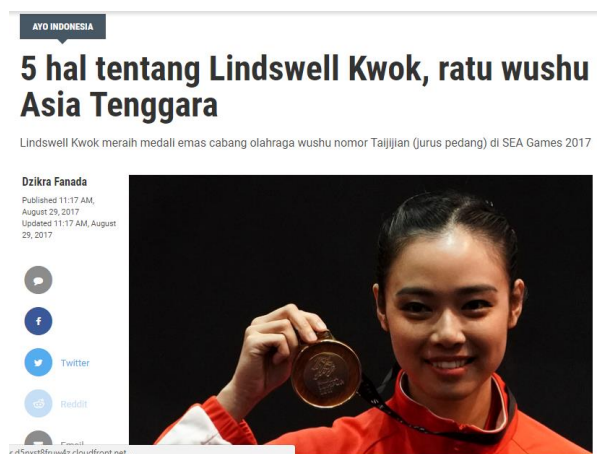 AYO INDONESIA
5 hal tentang Lindswell Kwok, ratu wushu
Asia Tenggara
Lindswell Kwok meraih medali emas cabang olahraga wushu nomor Taijijian (jurus pedang) di SEA Games 2017
Dzikra Fanada
Published 11:17 AM,
August 29, 2017
Updated 11:17 AM, August
29, 2017
f
Twitter
Reddit
Email